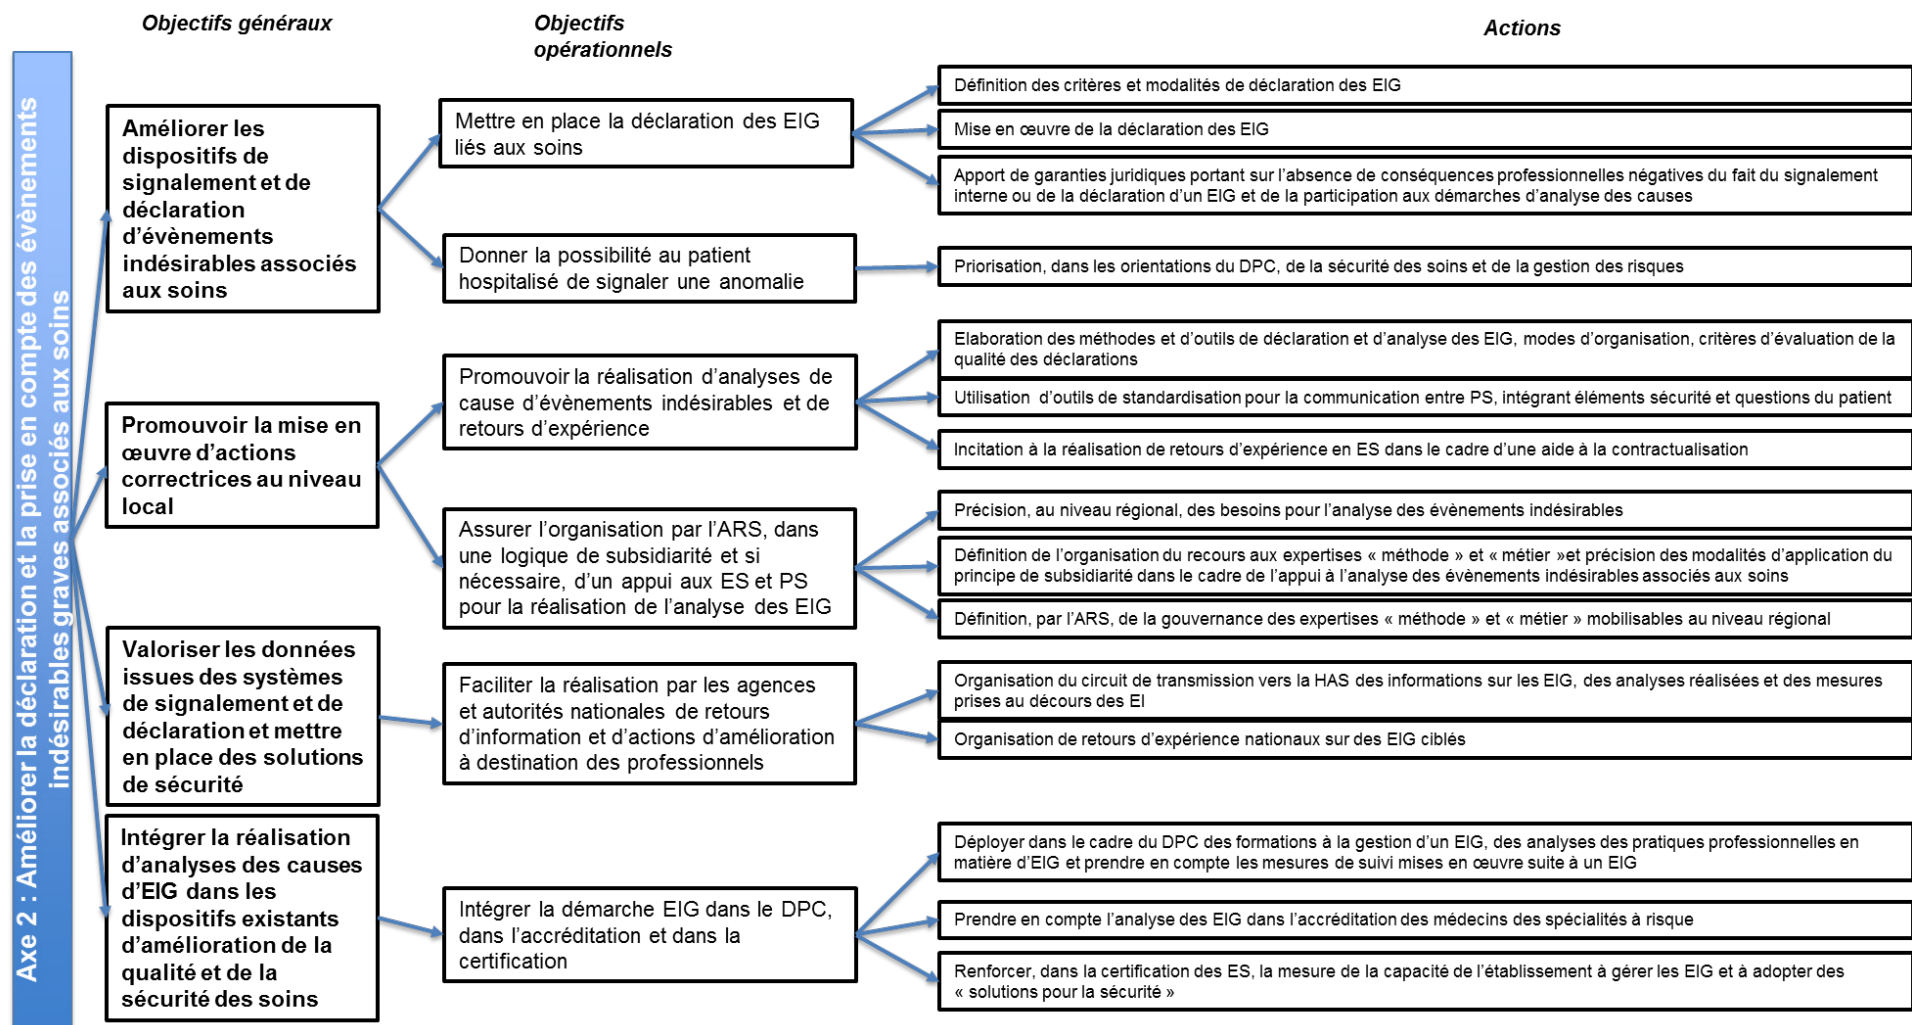 Objectifs généraux
Objectifs
opérationnels
Actions
Axe 2 : Améliorer la déclaration et la prise en compte des évènements
indésirables graves associés aux soins
Améliorer les
dispositifs de
signalement et de
déclaration
d’évènements
indésirables associés
aux soins
Mettre en place la déclaration des EIG
liés aux soins
Définition des critères et modalités de déclaration des EIG
Mise en œuvre de la déclaration des EIG
Apport de garanties juridiques portant sur l’absence de conséquences professionnelles négatives du fait du signalement
interne ou de la déclaration d’un EIG et de la participation aux démarches d’analyse des causes
Donner la possibilité au patient
hospitalisé de signaler une anomalie
Priorisation, dans les orientations du DPC, de la sécurité des soins et de la gestion des risques
Promouvoir la mise en
œuvre d’actions
correctrices au niveau
local
Promouvoir la réalisation d’analyses de
cause d’évènements indésirables et de
retours d’expérience
Elaboration des méthodes et d’outils de déclaration et d’analyse des EIG, modes d’organisation, critères d’évaluation de la
qualité des déclarations
Utilisation d’outils de standardisation pour la communication entre PS, intégrant éléments sécurité et questions du patient
Incitation à la réalisation de retours d’expérience en ES dans le cadre d’une aide à la contractualisation
Assurer l’organisation par l’ARS, dans
une logique de subsidiarité et si
nécessaire, d’un appui aux ES et PS
pour la réalisation de l’analyse des EIG
Précision, au niveau régional, des besoins pour l’analyse des évènements indésirables
Définition de l’organisation du recours aux expertises « méthode » et « métier »et précision des modalités d’application du
principe de subsidiarité dans le cadre de l’appui à l’analyse des évènements indésirables associés aux soins
Définition, par l’ARS, de la gouvernance des expertises « méthode » et « métier » mobilisables au niveau régional
Valoriser les données
issues des systèmes
de signalement et de
déclaration et mettre
en place des solutions
de sécurité
Faciliter la réalisation par les agences
et autorités nationales de retours
d’information et d’actions d’amélioration
à destination des professionnels
Organisation du circuit de transmission vers la HAS des informations sur les EIG, des analyses réalisées et des mesures
prises au décours des EI
Organisation de retours d’expérience nationaux sur des EIG ciblés
Intégrer la réalisation
d’analyses des causes
d’EIG dans les
dispositifs existants
d’amélioration de la
qualité et de la
sécurité des soins
Intégrer la démarche EIG dans le DPC,
dans l’accréditation et dans la
certification
Déployer dans le cadre du DPC des formations à la gestion d’un EIG, des analyses des pratiques professionnelles en
matière d’EIG et prendre en compte les mesures de suivi mises en œuvre suite à un EIG
Prendre en compte l’analyse des EIG dans l’accréditation des médecins des spécialités à risque
Renforcer, dans la certification des ES, la mesure de la capacité de l’établissement à gérer les EIG et à adopter des
« solutions pour la sécurité »